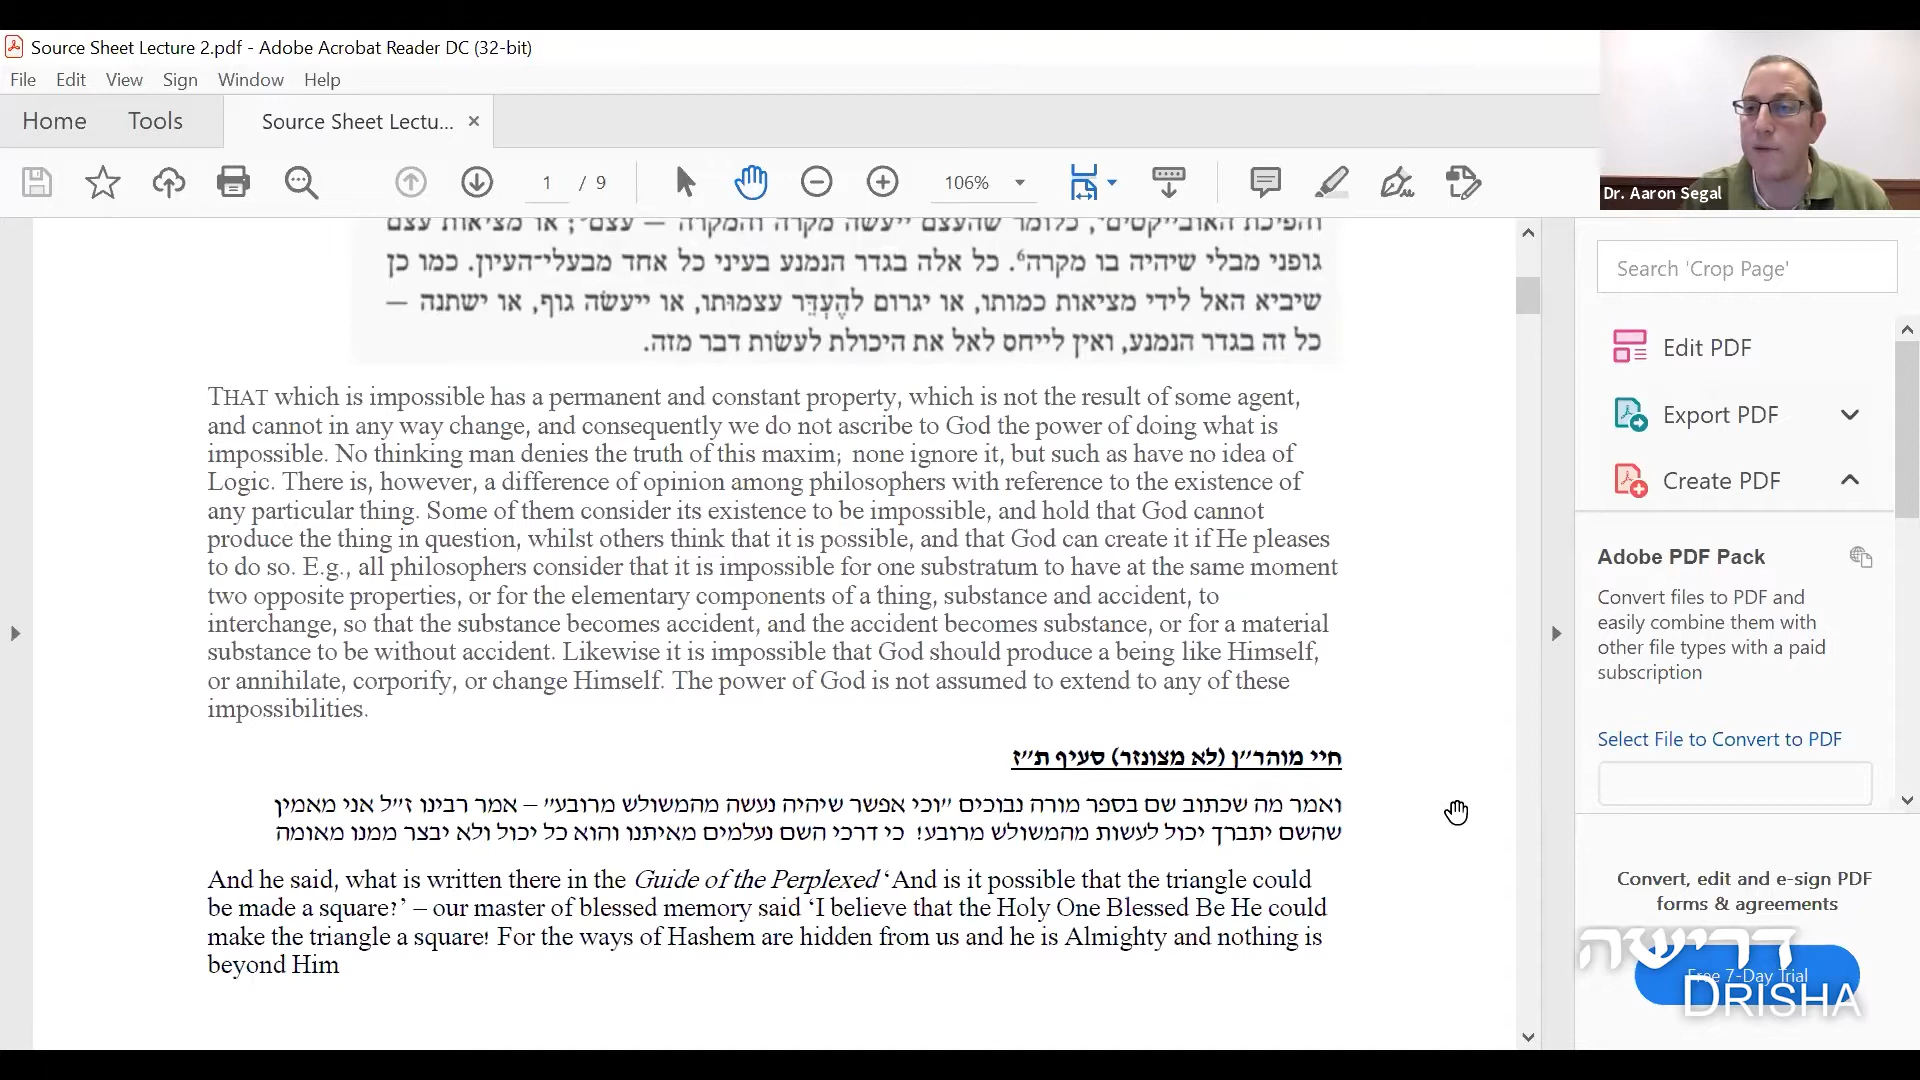 Source Sheet Lecture 2.pdf - Adobe Acrobat Reader DC (32-bit)
File Edit View Sign Window Help
Home Tools Source Sheet Lectu... ×
1 / 9 106%
Dr. Aaron Segal
והפיכת האובייקטים, כלומר שהעצם ייעשה מקרה והמקרה — עצם; או מציאות עצם
גופני מבלי שיהיה בו מקרה⁶. כל אלה בגדר הנמנע בעיני כל אחד מבעלי־העיון. כמו כן
שיביא האל לידי מציאות כמותו, או יגרום להֶעְדֵּר עצמותו, או ייעשׂה גוף, או ישתנה —
כל זה בגדר הנמנע, ואין לייחס לאל את היכולת לעשׂות דבר מזה.
THAT which is impossible has a permanent and constant property, which is not the result of some agent,
and cannot in any way change, and consequently we do not ascribe to God the power of doing what is
impossible. No thinking man denies the truth of this maxim; none ignore it, but such as have no idea of
Logic. There is, however, a difference of opinion among philosophers with reference to the existence of
any particular thing. Some of them consider its existence to be impossible, and hold that God cannot
produce the thing in question, whilst others think that it is possible, and that God can create it if He pleases
to do so. E.g., all philosophers consider that it is impossible for one substratum to have at the same moment
two opposite properties, or for the elementary components of a thing, substance and accident, to
interchange, so that the substance becomes accident, and the accident becomes substance, or for a material
substance to be without accident. Likewise it is impossible that God should produce a being like Himself,
or annihilate, corporify, or change Himself. The power of God is not assumed to extend to any of these
impossibilities.
חיי מוהר״ן (לא מצונזר) סעיף ת״ז
ואמר מה שכתוב שם בספר מורה נבוכים ״וכי אפשר שיהיה נעשה מהמשולש מרובע״ – אמר רבינו ז״ל אני מאמין
שהשם יתברך יכול לעשות מהמשולש מרובע! כי דרכי השם נעלמים מאיתנו והוא כל יכול ולא יבצר ממנו מאומה
And he said, what is written there in the Guide of the Perplexed ‘And is it possible that the triangle could
be made a square?’ – our master of blessed memory said ‘I believe that the Holy One Blessed Be He could
make the triangle a square! For the ways of Hashem are hidden from us and he is Almighty and nothing is
beyond Him
Search 'Crop Page'
Edit PDF
Export PDF
Create PDF
Adobe PDF Pack
Convert files to PDF and
easily combine them with
other file types with a paid
subscription
Select File to Convert to PDF
Convert, edit and e-sign PDF
forms & agreements
Free 7-Day Trial
דרישה
DRISHA